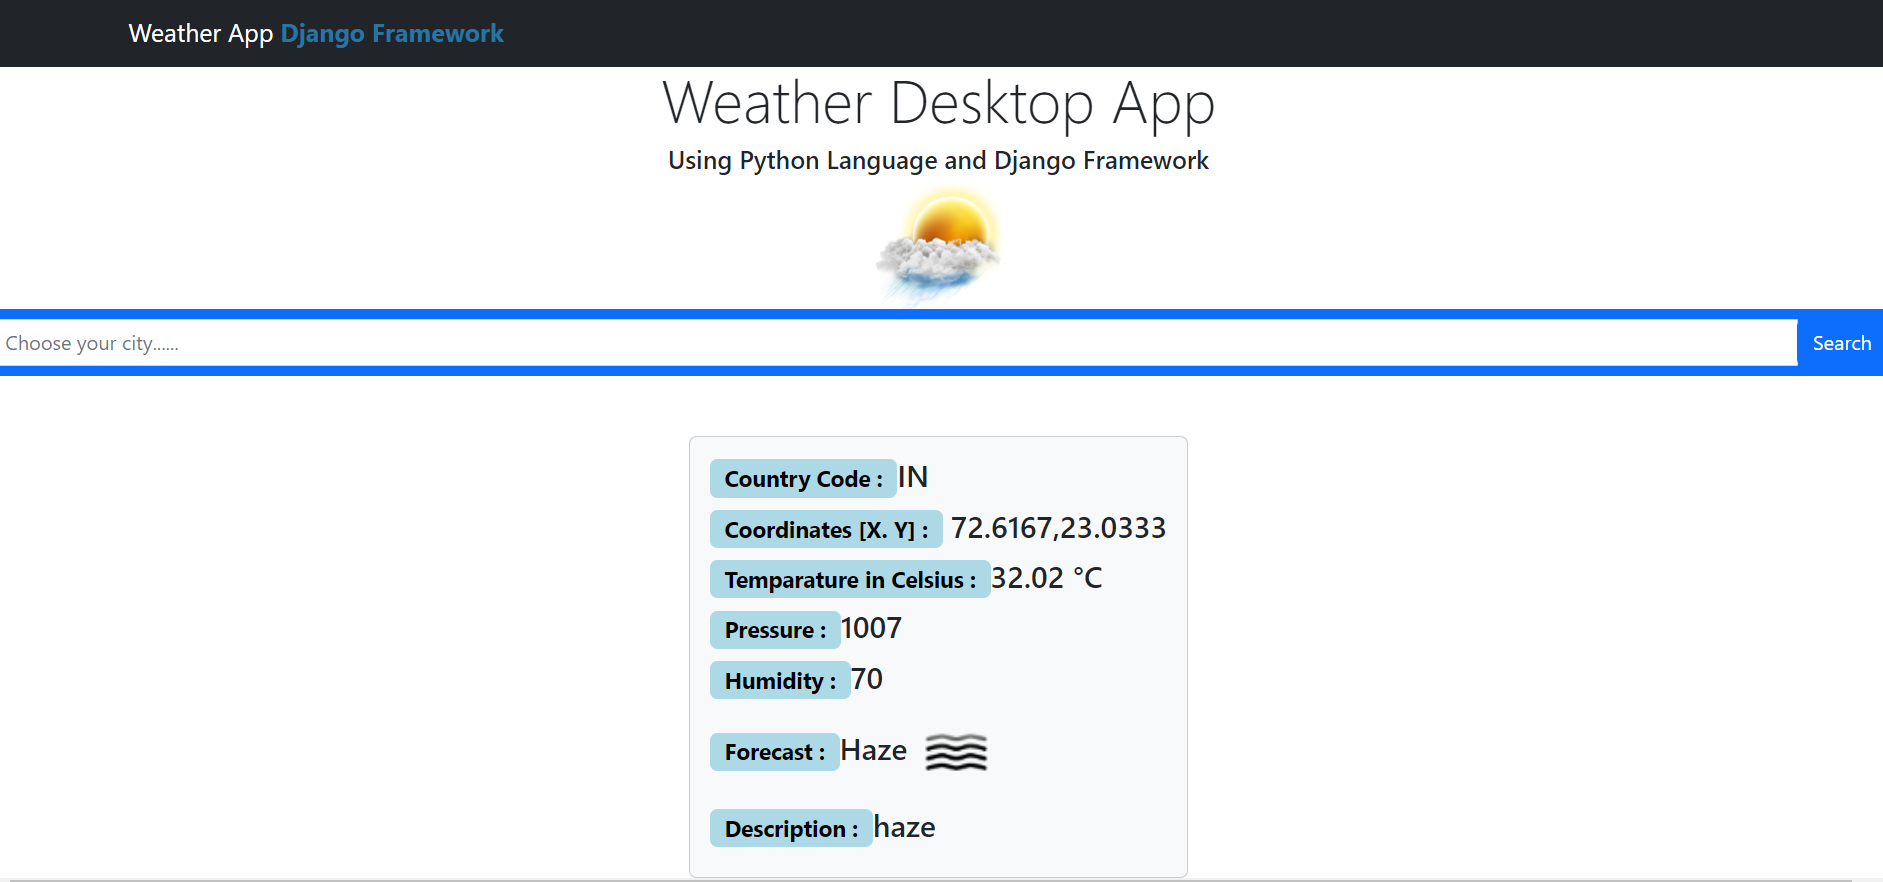 Weather App Django Framework
Weather Desktop App
Using Python Language and Django Framework
Choose your city...... Search
Country Code : IN
Coordinates [X. Y] : 72.6167,23.0333
Temparature in Celsius : 32.02 °C
Pressure : 1007
Humidity : 70
Forecast : Haze
Description : haze